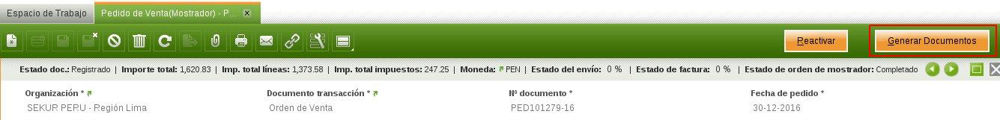 Espacio de Trabajo Pedido de Venta(Mostrador) - P... x
Reactivar Generar Documentos
Estado doc.: Registrado | Importe total: 1,620.83 | Imp. total líneas: 1,373.58 | Imp. total impuestos: 247.25 | Moneda: PEN | Estado del envío: 0 % | Estado de factura: 0 % | Estado de orden de mostrador: Completado
Organización * Documento transacción * Nº documento * Fecha de pedido *
SEKUR PERU - Región Lima Orden de Venta PED101279-16 30-12-2016